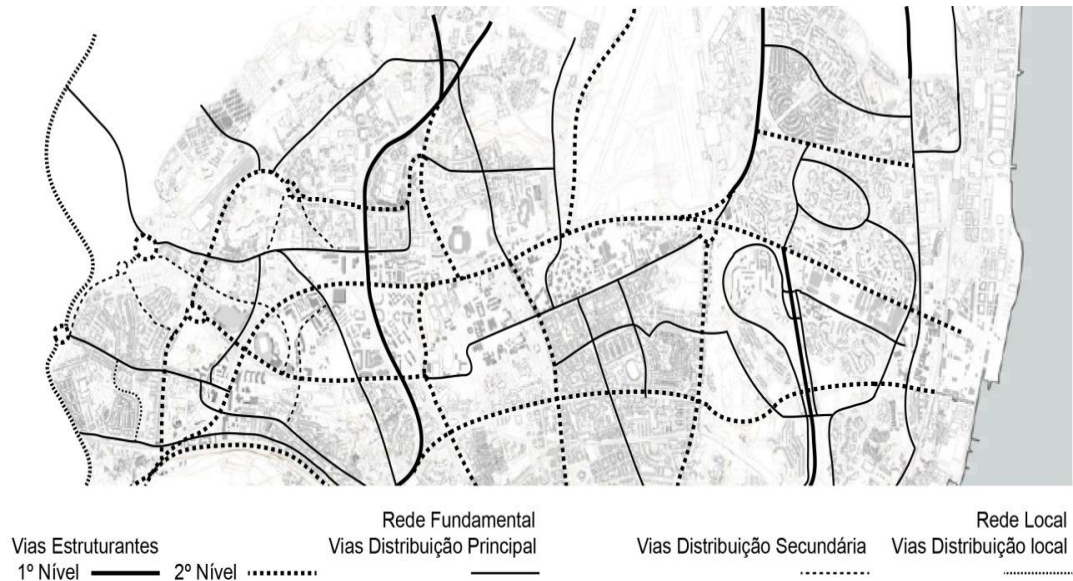 Rede Fundamental
Rede Local
Vias Estruturantes
Vias Distribuição Principal
Vias Distribuição Secundária
Vias Distribuição local
1º Nível
2º Nível